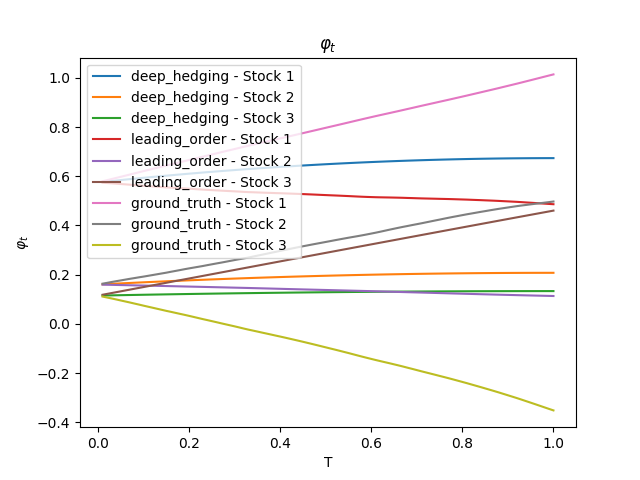 φₜ
φₜ
1.0
0.8
0.6
0.4
0.2
0.0
−0.2
−0.4
deep_hedging - Stock 1
deep_hedging - Stock 2
deep_hedging - Stock 3
leading_order - Stock 1
leading_order - Stock 2
leading_order - Stock 3
ground_truth - Stock 1
ground_truth - Stock 2
ground_truth - Stock 3
0.0 0.2 0.4 0.6 0.8 1.0
T